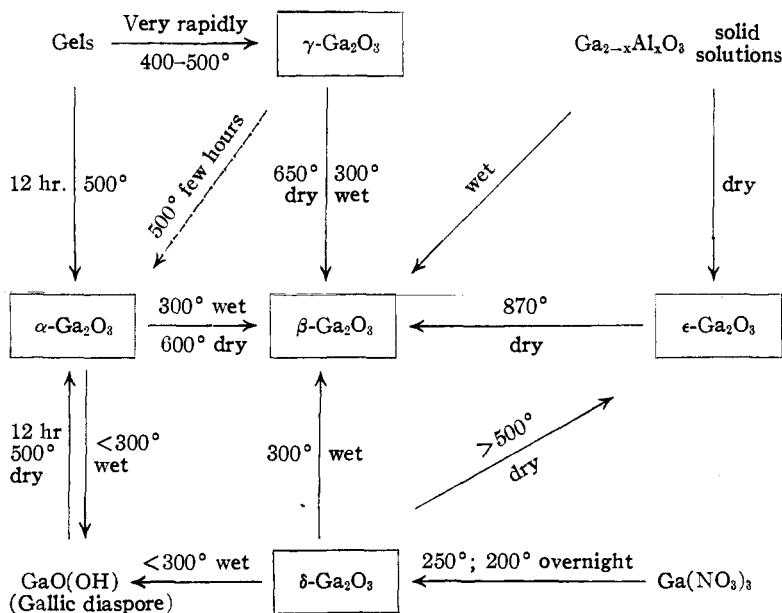 Very rapidly
Gels
400–500°
γ-Ga₂O₃
Ga₂₋ₓAlₓO₃
solid
solutions
12 hr.
500°
500° few hours
650°
dry
300°
wet
wet
dry
α-Ga₂O₃
300° wet
600° dry
β-Ga₂O₃
870°
dry
ε-Ga₂O₃
12 hr
500°
dry
<300°
wet
300°
wet
>500°
dry
GaO(OH)
(Gallic diaspore)
<300° wet
δ-Ga₂O₃
250°; 200° overnight
Ga(NO₃)₃